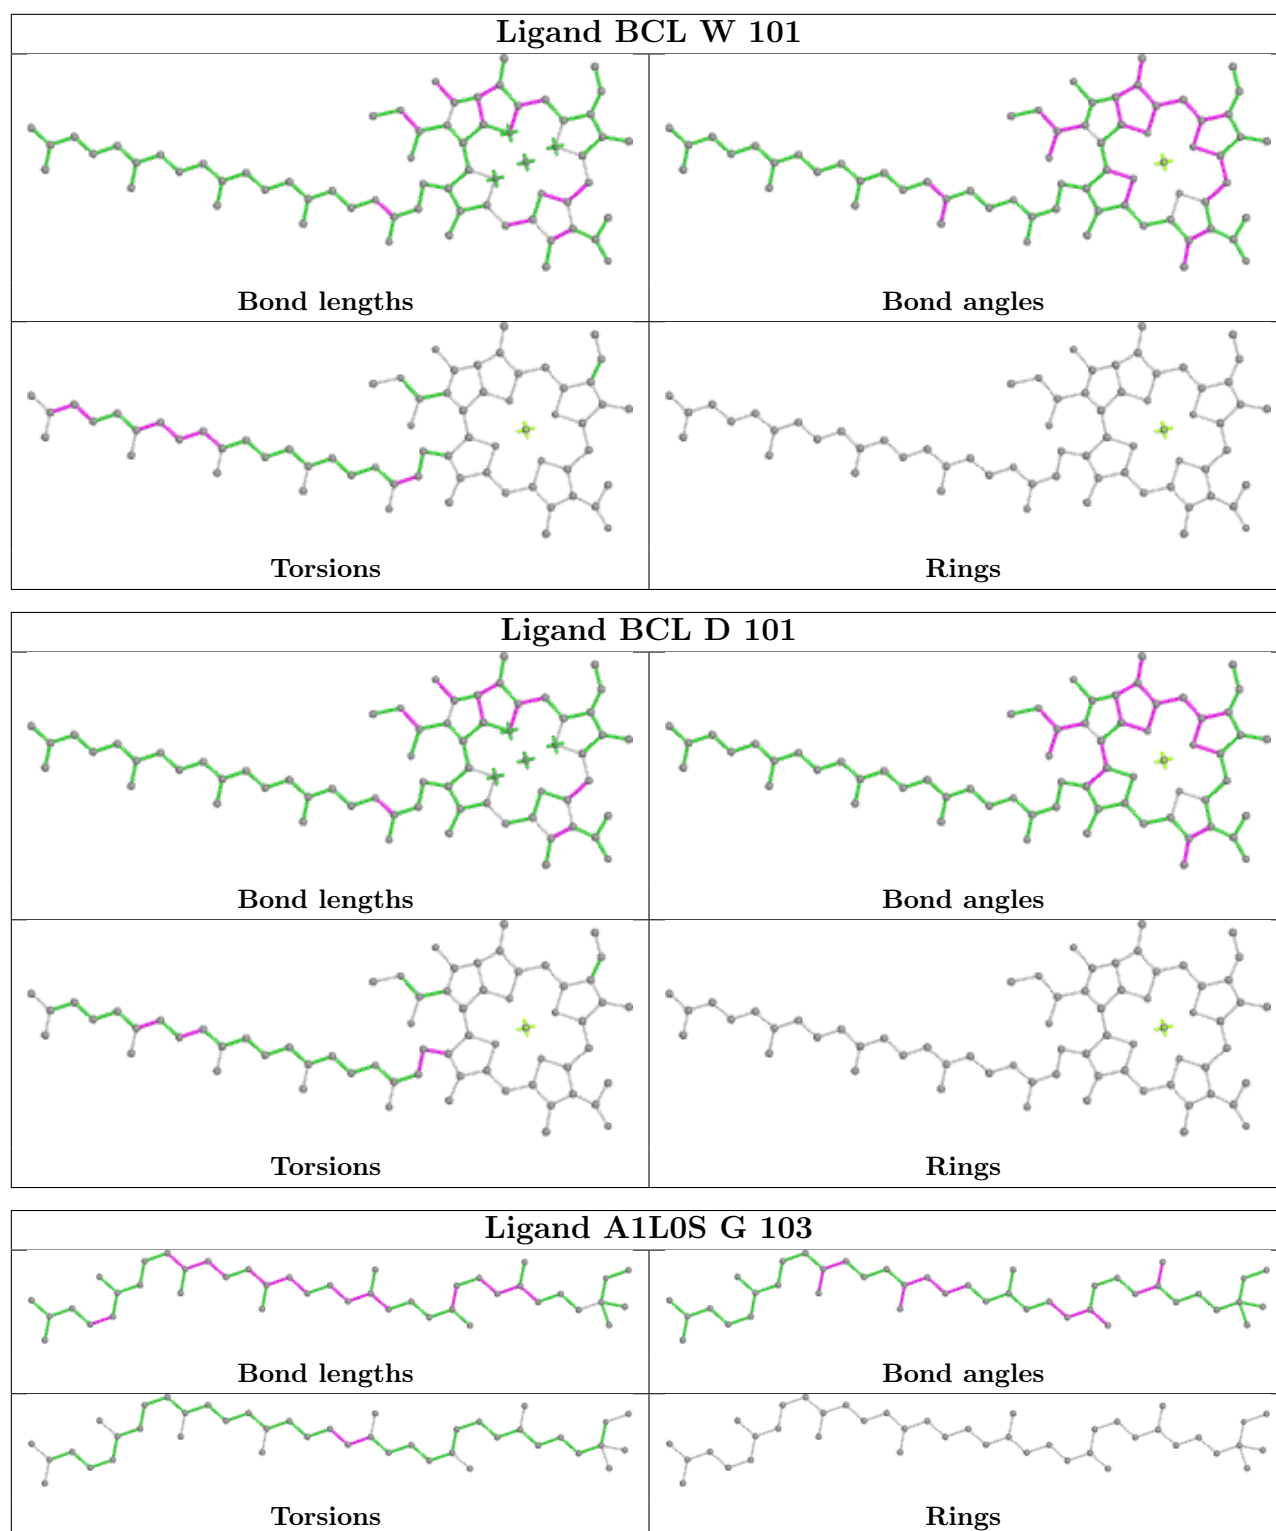 Ligand BCL W 101
Bond lengths
Bond angles
Torsions
Rings
Ligand BCL D 101
Bond lengths
Bond angles
Torsions
Rings
Ligand A1L0S G 103
Bond lengths
Bond angles
Torsions
Rings